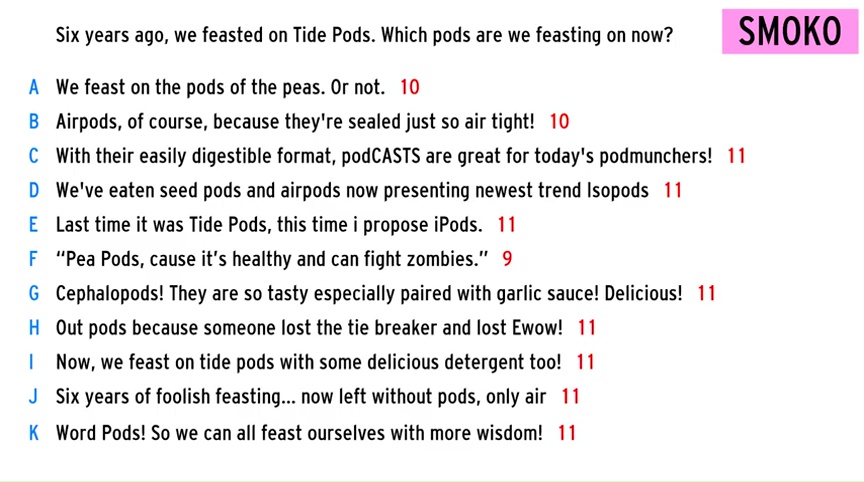 Six years ago, we feasted on Tide Pods. Which pods are we feasting on now?
SMOKO
A We feast on the pods of the peas. Or not. 10
B Airpods, of course, because they're sealed just so air tight! 10
C With their easily digestible format, podCASTS are great for today's podmunchers! 11
D We've eaten seed pods and airpods now presenting newest trend Isopods 11
E Last time it was Tide Pods, this time i propose iPods. 11
F “Pea Pods, cause it’s healthy and can fight zombies.” 9
G Cephalopods! They are so tasty especially paired with garlic sauce! Delicious! 11
H Out pods because someone lost the tie breaker and lost Ewow! 11
I Now, we feast on tide pods with some delicious detergent too! 11
J Six years of foolish feasting... now left without pods, only air 11
K Word Pods! So we can all feast ourselves with more wisdom! 11